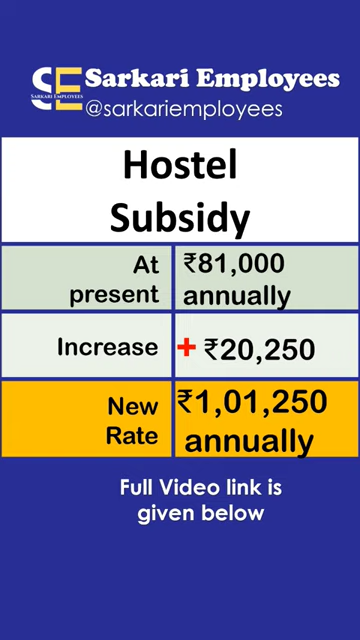 SE Sarkari Employees
SARKARI EMPLOYEES
@sarkariemployees
Hostel
Subsidy
At present
₹81,000 annually
Increase
+ ₹20,250
New Rate
₹1,01,250 annually
Full Video link is
given below